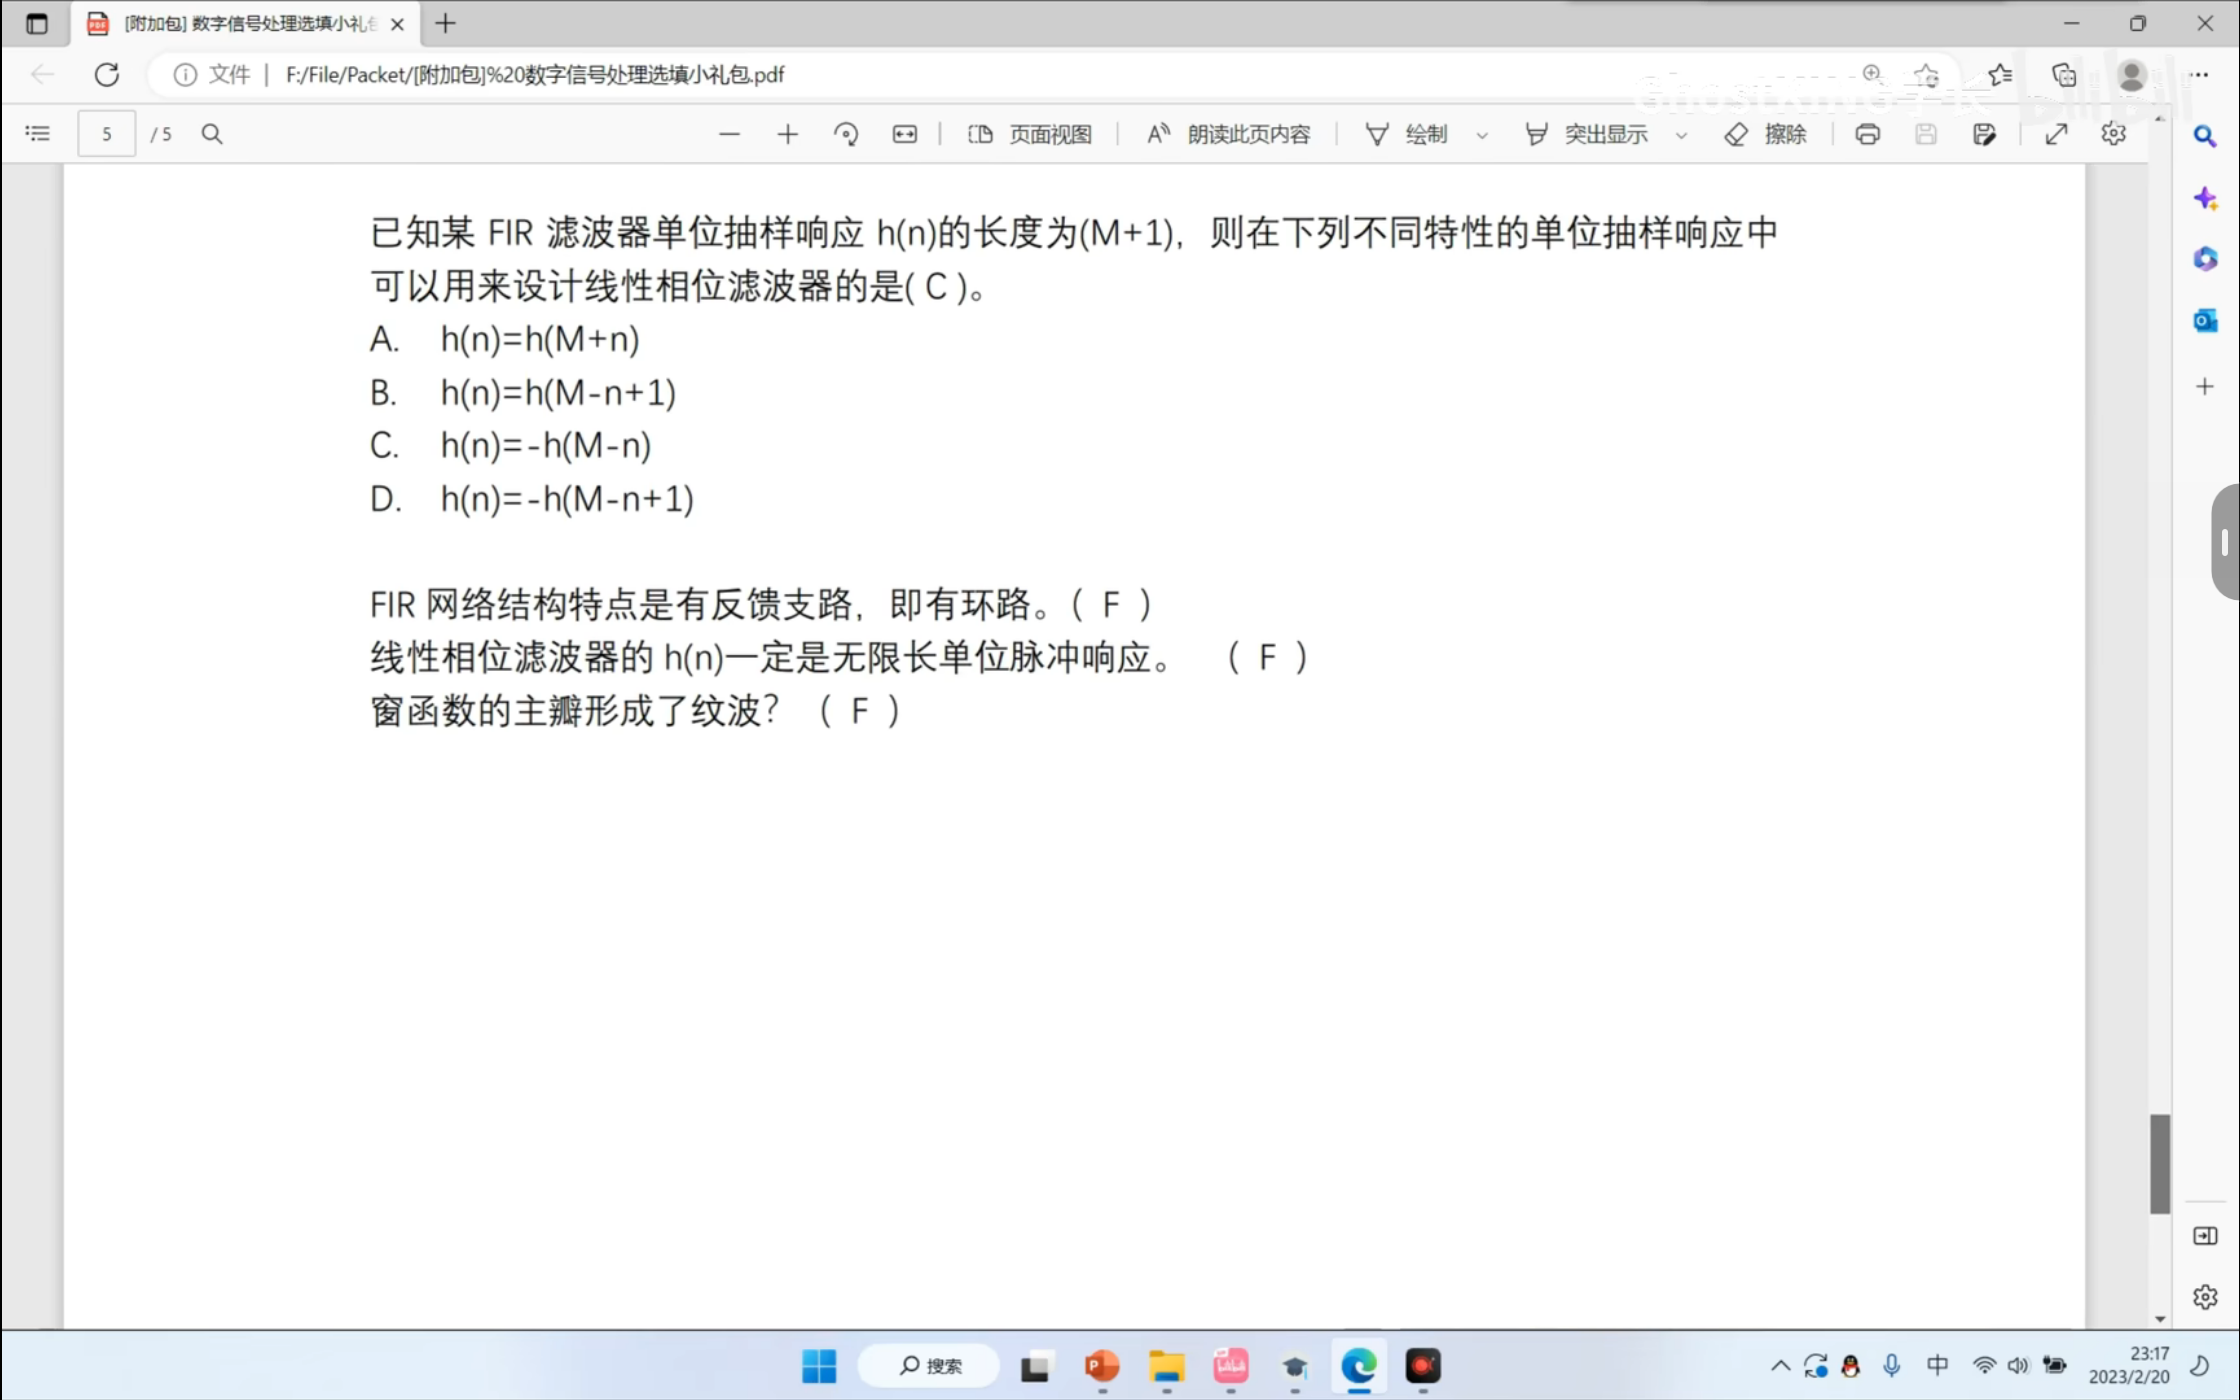 [附加包] 数字信号处理选填小礼包
文件 | F:/File/Packet/[附加包]%20数字信号处理选填小礼包.pdf
5 / 5 页面视图 朗读此页内容 绘制 突出显示 擦除
已知某 FIR 滤波器单位抽样响应 h(n)的长度为(M+1)，则在下列不同特性的单位抽样响应中
可以用来设计线性相位滤波器的是( C )。
A. h(n)=h(M+n)
B. h(n)=h(M-n+1)
C. h(n)=-h(M-n)
D. h(n)=-h(M-n+1)
FIR 网络结构特点是有反馈支路，即有环路。( F )
线性相位滤波器的 h(n)一定是无限长单位脉冲响应。 ( F )
窗函数的主瓣形成了纹波？ ( F )
搜索
中
23:17
2023/2/20